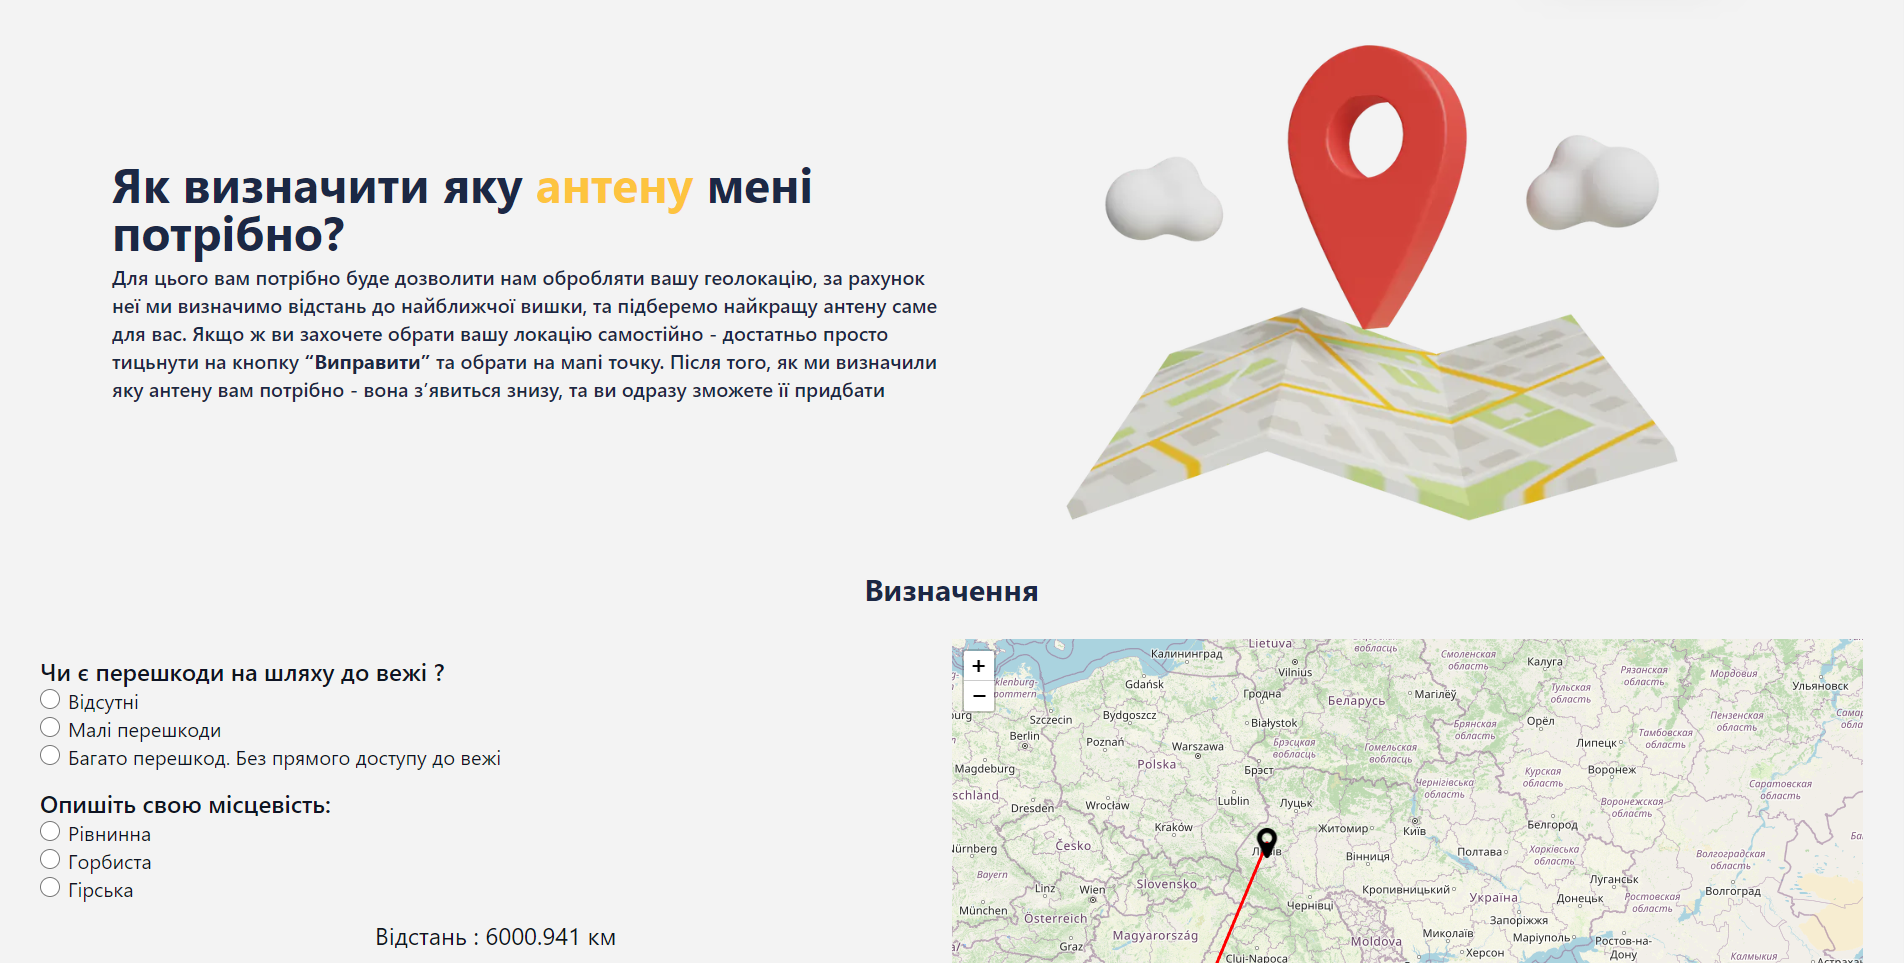 Як визначити яку антену мені
потрібно?
Для цього вам потрібно буде дозволити нам обробляти вашу геолокацію, за рахунок
неї ми визначимо відстань до найближчої вишки, та підберемо найкращу антену саме
для вас. Якщо ж ви захочете обрати вашу локацію самостійно - достатньо просто
тицьнути на кнопку “Виправити” та обрати на мапі точку. Після того, як ми визначили
яку антену вам потрібно - вона з’явиться знизу, та ви одразу зможете її придбати
Визначення
Чи є перешкоди на шляху до вежі ?
Відсутні
Малі перешкоди
Багато перешкод. Без прямого доступу до вежі
Опишіть свою місцевість:
Рівнинна
Горбиста
Гірська
Відстань : 6000.941 км
+
−
Lietuva
вобласць
Калининград
Vilnius
Смоленская
область
Калуга
Рязанская
область
Мордовия
Ульяновск
Gdańsk
Гродна
Беларусь
Магілёў
Тульская
область
Szczecin
Bydgoszcz
Białystok
Брянская
область
Орёл
Пензенская
область
Berlin
Poznań
Warszawa
Брэсцкая
вобласць
Гомельская
вобласць
Липецк
Тамбовская
область
Magdeburg
Polska
Брэст
Чернігівська
область
Курская
область
Воронеж
Саратовская
область
Dresden
Wrocław
Lublin
Луцьк
Воронежская
область
Kraków
Житомир
Київ
Белгород
Česko
Вінниця
Полтава
Харківська
область
Волгоградская
область
Bayern
Linz
Wien
Slovensko
Кропивницький
Україна
Луганськ
Донецьк
Ростовская
область
Волгоград
München
Österreich
Чернівці
Запоріжжя
Graz
Magyarország
Moldova
Миколаїв
Маріуполь
Ростов-на-
Дону
Cluj-Napoca
Херсон
Калмыкия